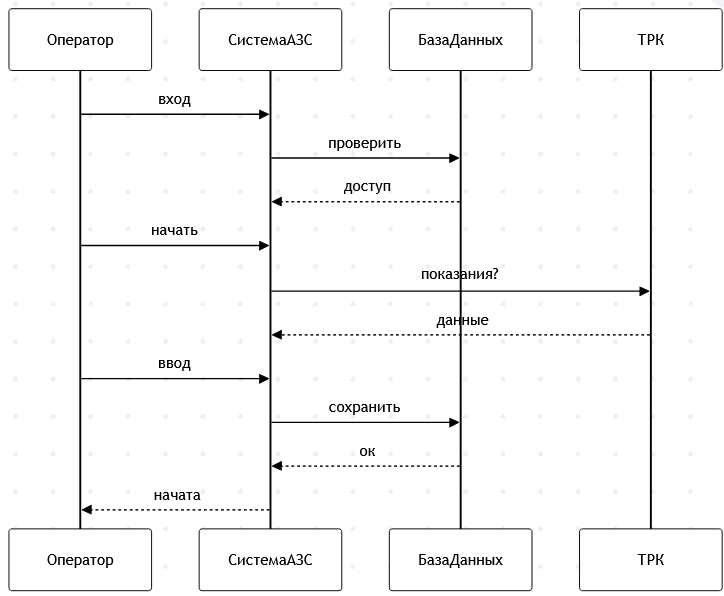 Оператор
СистемаАЗС
БазаДанных
ТРК
вход
проверить
доступ
начать
показания?
данные
ввод
сохранить
ок
начата
Оператор
СистемаАЗС
БазаДанных
ТРК